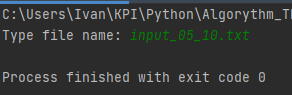 C:\Users\Ivan\KPI\Python\Algorythm_T
Type file name: input_05_10.txt
Process finished with exit code 0